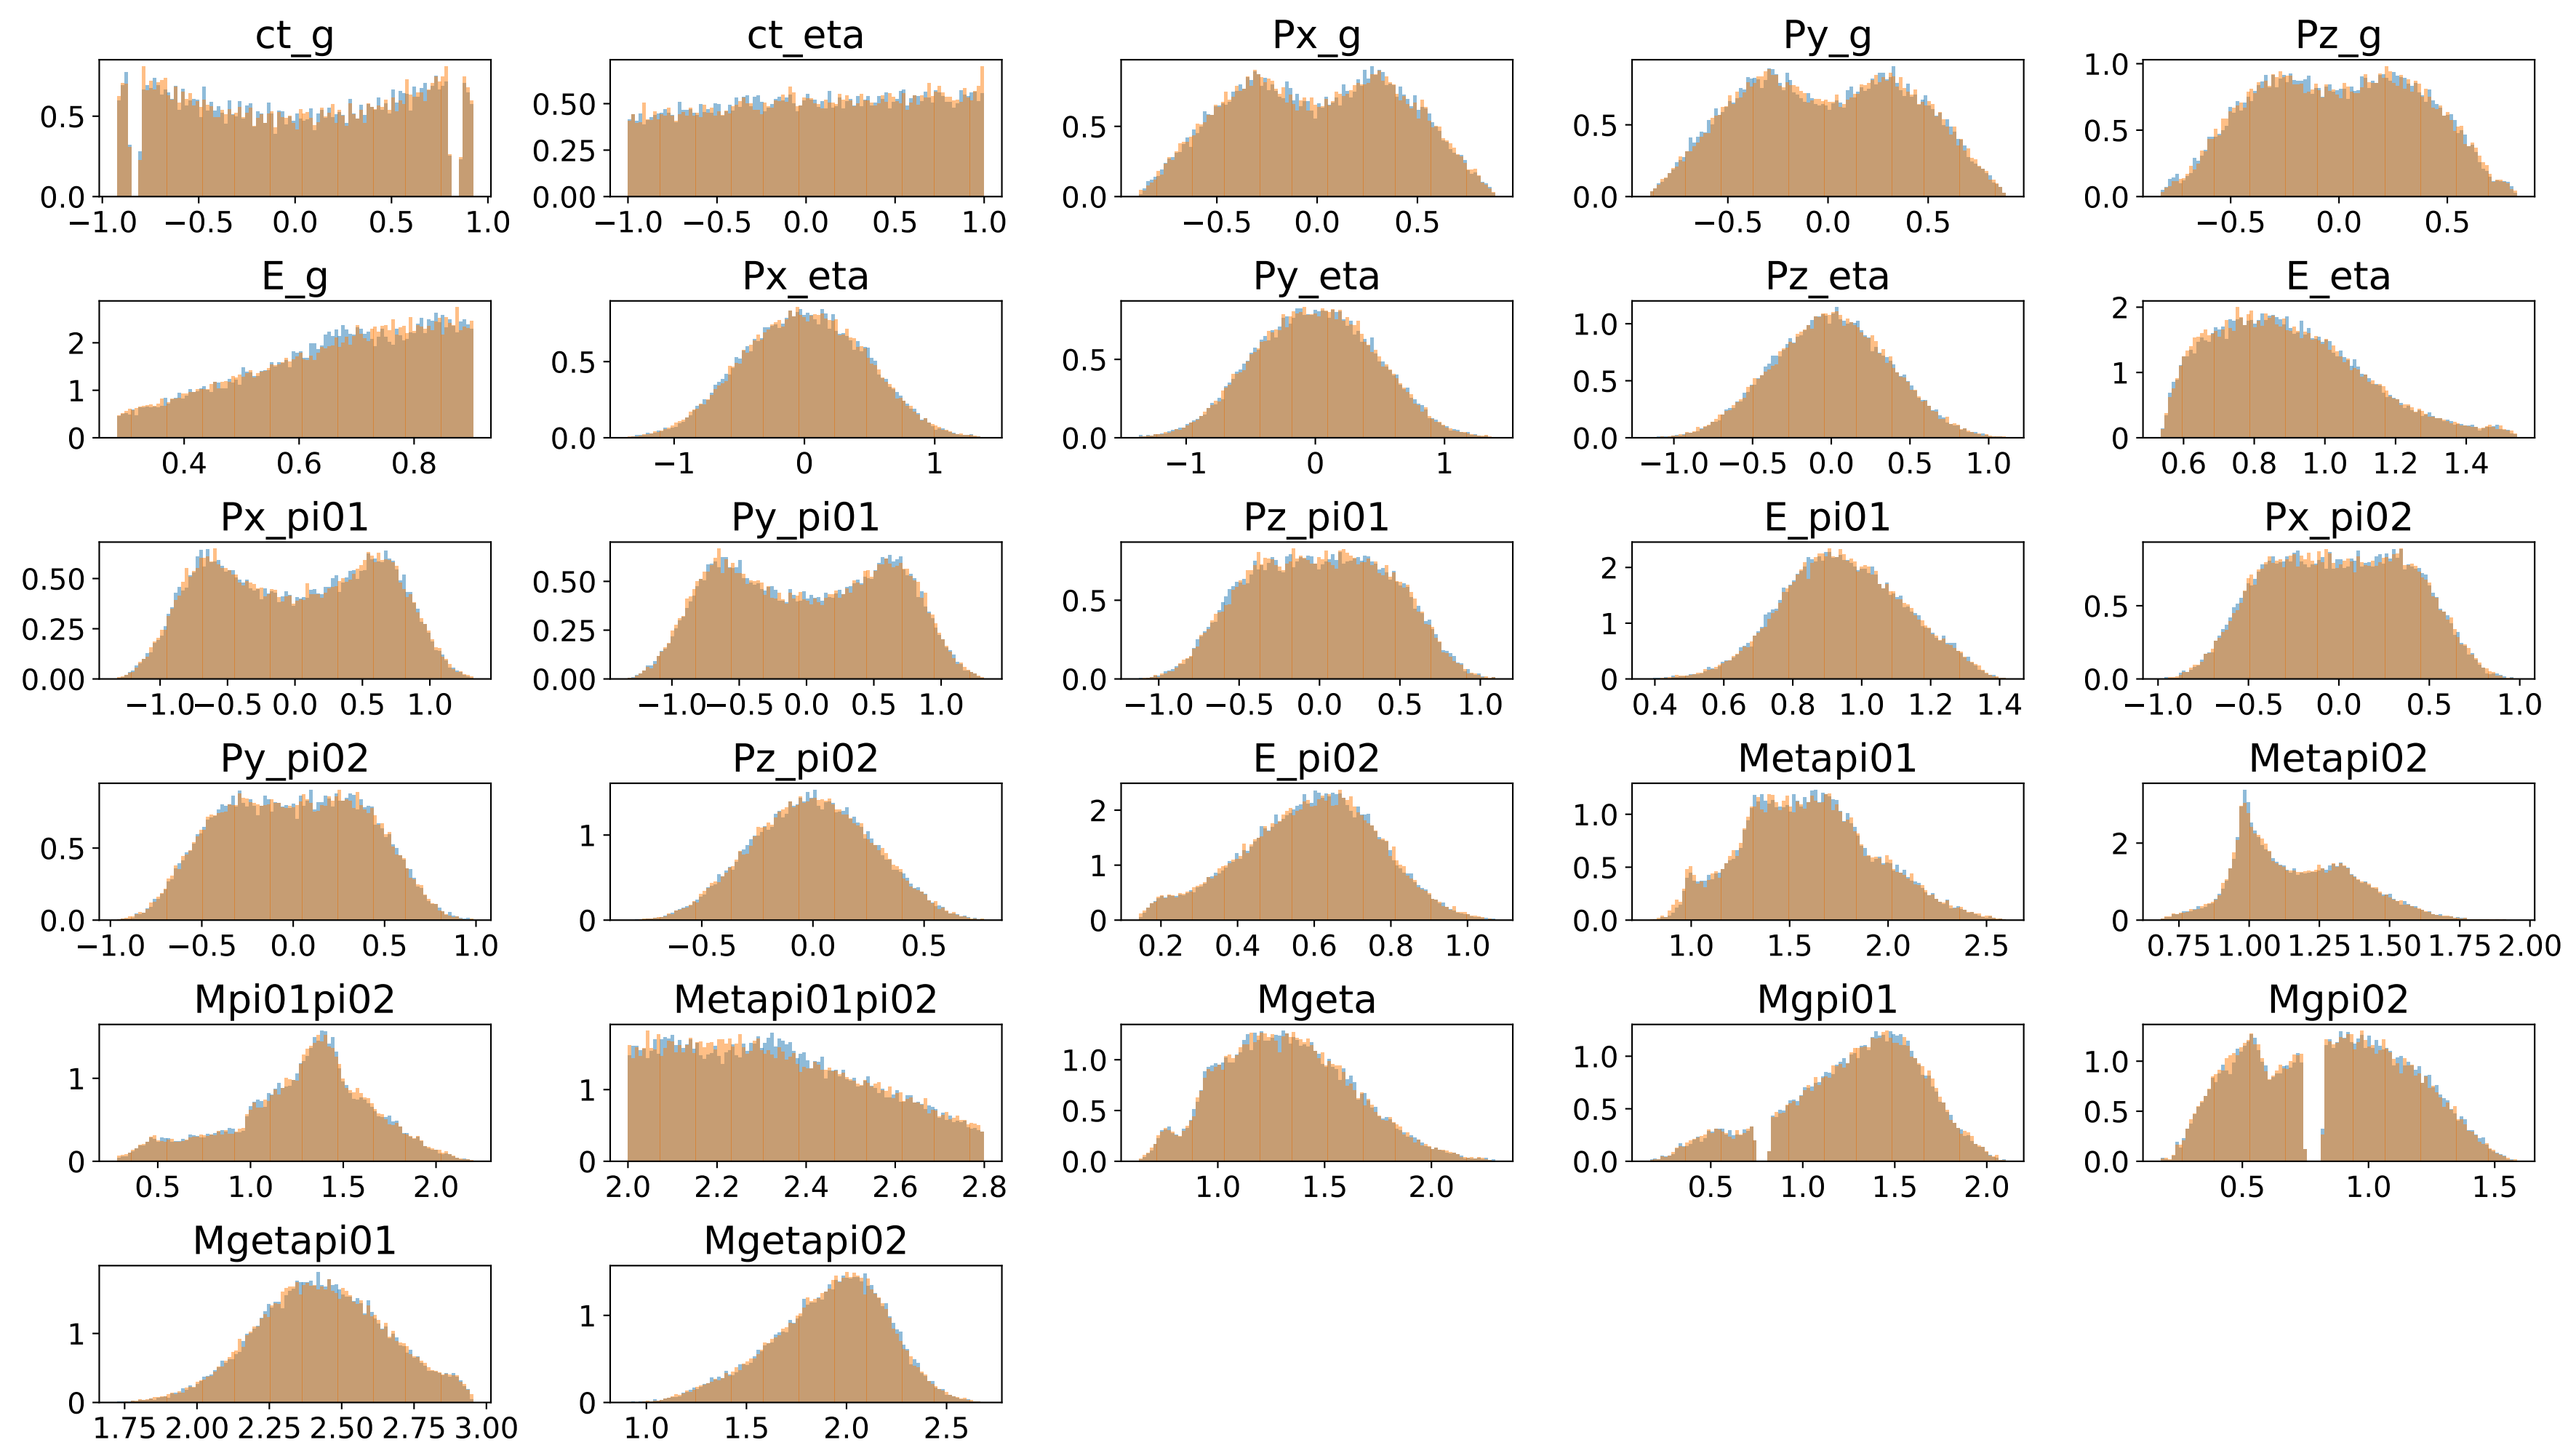 ct_g ct_eta Px_g Py_g Pz_g
0.5 0.0 −1.0 −0.5 0.0 0.5 1.0
0.50 0.25 0.00 −1.0 −0.5 0.0 0.5 1.0
0.5 0.0 −0.5 0.0 0.5
0.5 0.0 −0.5 0.0 0.5
1.0 0.5 0.0 −0.5 0.0 0.5
E_g Px_eta Py_eta Pz_eta E_eta
2 1 0 0.4 0.6 0.8
0.5 0.0 −1 0 1
0.5 0.0 −1 0 1
1.0 0.5 0.0 −1.0 −0.5 0.0 0.5 1.0
2 1 0 0.6 0.8 1.0 1.2 1.4
Px_pi01 Py_pi01 Pz_pi01 E_pi01 Px_pi02
0.50 0.25 0.00 −1.0 −0.5 0.0 0.5 1.0
0.50 0.25 0.00 −1.0 −0.5 0.0 0.5 1.0
0.5 0.0 −1.0 −0.5 0.0 0.5 1.0
2 1 0 0.4 0.6 0.8 1.0 1.2 1.4
0.5 0.0 −1.0 −0.5 0.0 0.5 1.0
Py_pi02 Pz_pi02 E_pi02 Metapi01 Metapi02
0.5 0.0 −1.0 −0.5 0.0 0.5 1.0
1 0 −0.5 0.0 0.5
2 1 0 0.2 0.4 0.6 0.8 1.0
1.0 0.5 0.0 1.0 1.5 2.0 2.5
2 0 0.75 1.00 1.25 1.50 1.75 2.00
Mpi01pi02 Metapi01pi02 Mgeta Mgpi01 Mgpi02
1 0 0.5 1.0 1.5 2.0
1 0 2.0 2.2 2.4 2.6 2.8
1.0 0.5 0.0 1.0 1.5 2.0
1.0 0.5 0.0 0.5 1.0 1.5 2.0
1.0 0.5 0.0 0.5 1.0 1.5
Mgetapi01 Mgetapi02
1 0 1.75 2.00 2.25 2.50 2.75 3.00
1 0 1.0 1.5 2.0 2.5